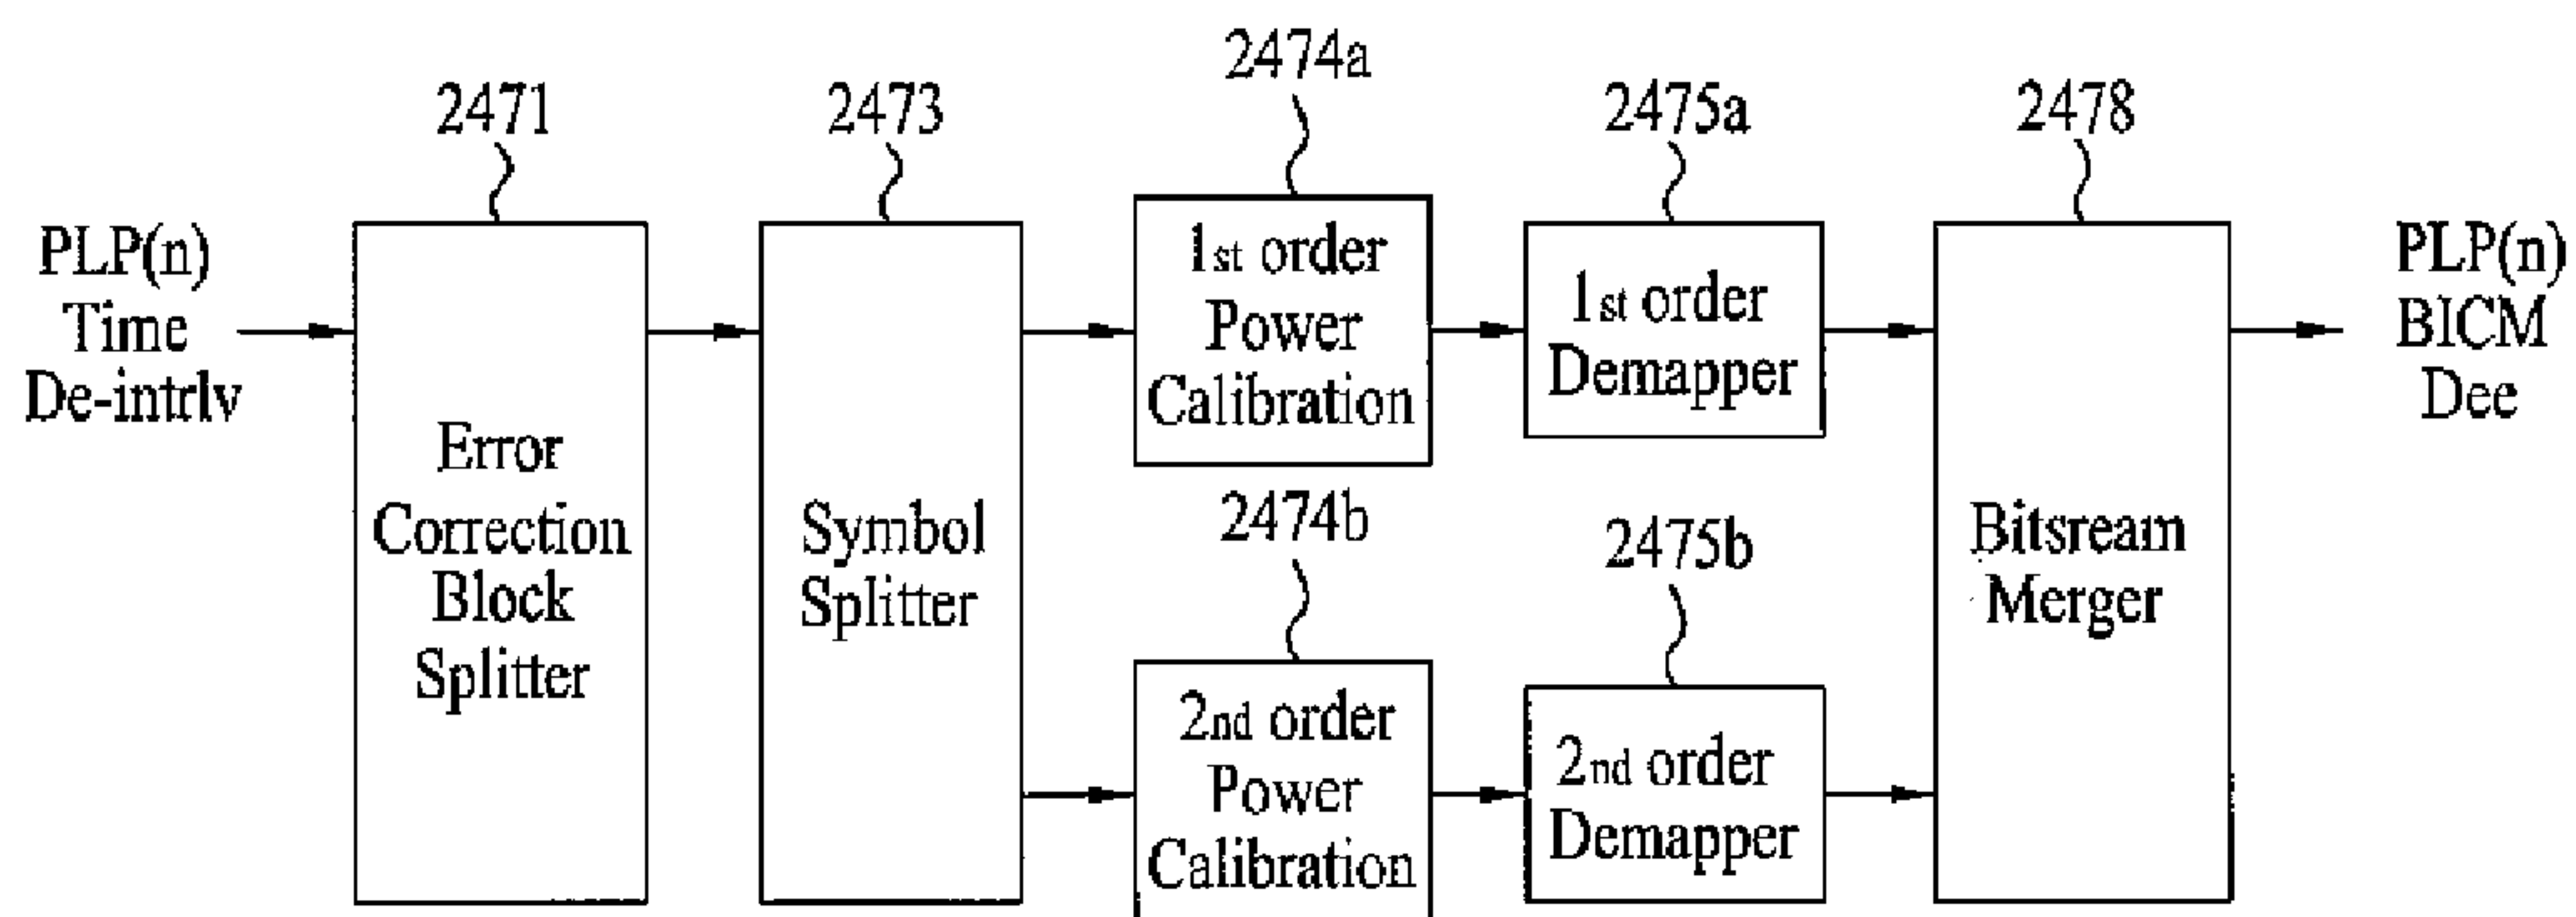 2474a
2471
2473
2475a
2478
PLP(n)
Time
De-intrlv
Error
Correction
Block
Splitter
Symbol
Splitter
1st order
Power
Calibration
1st order
Demapper
2474b
2475b
2nd order
Power
Calibration
2nd order
Demapper
Bitsream
Merger
PLP(n)
BICM
Dee